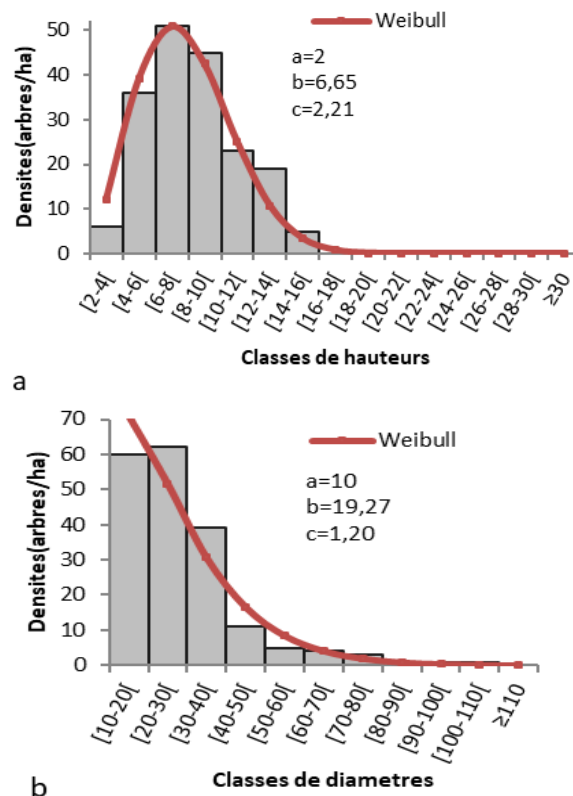 50
40
30
20
10
0
Densites(arbres/ha)
Weibull
a=2
b=6,65
c=2,21
[2-4[
[4-6[
[6-8[
[8-10[
[10-12[
[12-14[
[14-16[
[16-18[
[18-20[
[20-22[
[22-24[
[24-26[
[26-28[
[28-30[
≥30
Classes de hauteurs
a
70
60
50
40
30
20
10
0
Densites(arbres/ha)
Weibull
a=10
b=19,27
c=1,20
[10-20[
[20-30[
[30-40[
[40-50[
[50-60[
[60-70[
[70-80[
[80-90[
[90-100[
[100-110[
≥110
Classes de diametres
b